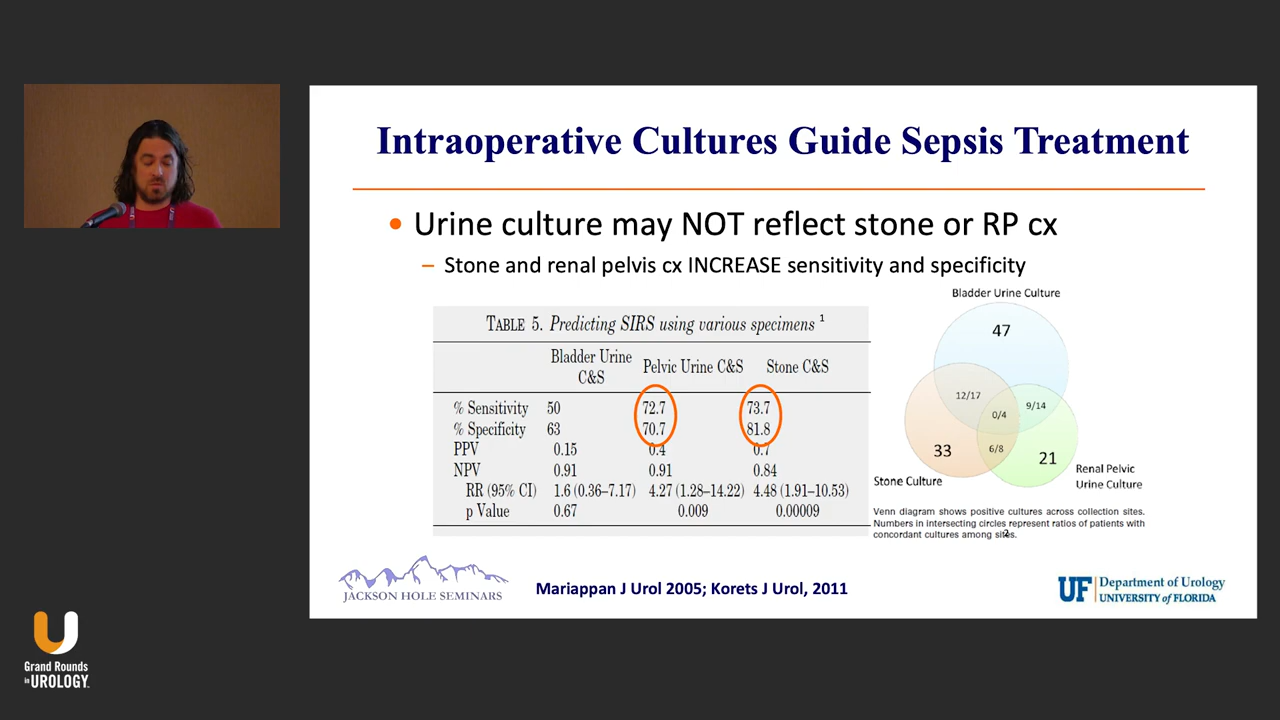 Intraoperative Cultures Guide Sepsis Treatment
• Urine culture may NOT reflect stone or RP cx
– Stone and renal pelvis cx INCREASE sensitivity and specificity
TABLE 5. Predicting SIRS using various specimens 1
Bladder Urine C&S Pelvic Urine C&S Stone C&S
% Sensitivity 50 72.7 73.7
% Specificity 63 70.7 81.8
PPV 0.15 0.4 0.7
NPV 0.91 0.91 0.84
RR (95% CI) 1.6 (0.36–7.17) 4.27 (1.28–14.22) 4.48 (1.91–10.53)
p Value 0.67 0.009 0.00009
Bladder Urine Culture
47
12/17
9/14
0/4
6/8
33
21
Stone Culture
Renal Pelvic
Urine Culture
Venn diagram shows positive cultures across collection sites.
Numbers in intersecting circles represent ratios of patients with
concordant cultures among sites.
2
JACKSON HOLE SEMINARS
Mariappan J Urol 2005; Korets J Urol, 2011
UF Department of Urology
UNIVERSITY of FLORIDA
Grand Rounds
in UROLOGY